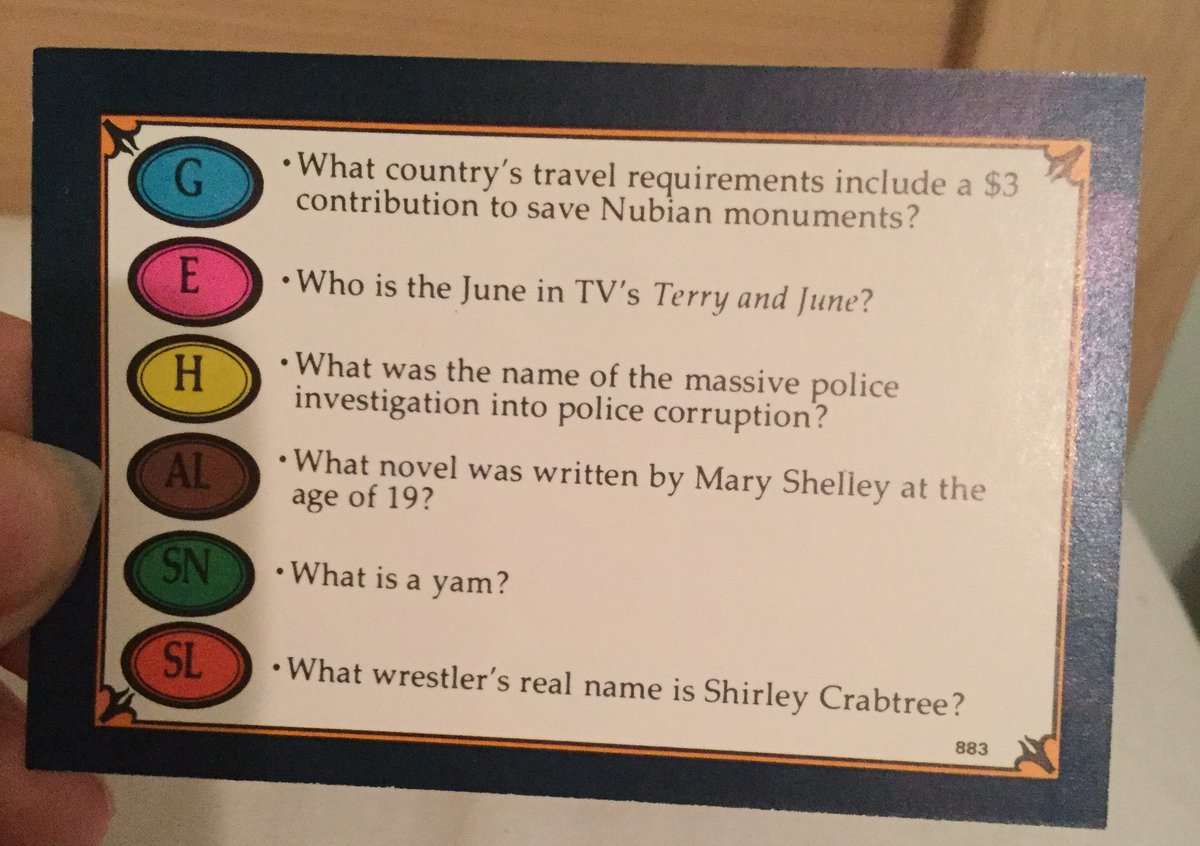 G
• What country's travel requirements include a $3
contribution to save Nubian monuments?
E
• Who is the June in TV's Terry and June?
H
• What was the name of the massive police
investigation into police corruption?
AL
• What novel was written by Mary Shelley at the
age of 19?
SN
• What is a yam?
SL
• What wrestler's real name is Shirley Crabtree?
883